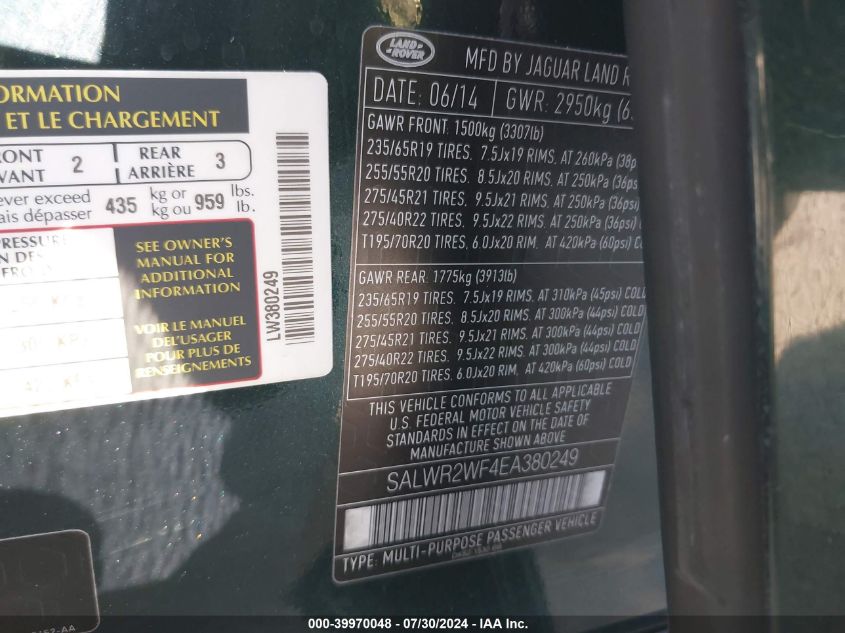 ORMATION
ET LE CHARGEMENT
RONT 2 REAR 3
VANT ARRIÈRE
ever exceed 435 kg or 959 lbs.
ais dépasser kg ou lb.
PRESSURE
ON DES
SEE OWNER'S
MANUAL FOR
ADDITIONAL
INFORMATION
VOIR LE MANUEL
DEL'USAGER
POUR PLUS DE
RENSEIGNEMENTS
LW380249
LAND
ROVER
MFD BY JAGUAR LAND R
DATE: 06/14 GWR: 2950kg (6
GAWR FRONT 1500kg (3307lb)
235/65R19 TIRES. 7.5Jx19 RIMS. AT 260kPa (38p
255/55R20 TIRES. 8.5Jx20 RIMS. AT 250kPa (36psi
275/45R21 TIRES. 9.5Jx21 RIMS. AT 250kPa (36psi
275/40R22 TIRES. 9.5Jx22 RIMS. AT 250kPa (36psi)
T195/70R20 TIRES. 6.0Jx20 RIM. AT 420kPa (60psi) C
GAWR REAR: 1775kg (3913lb)
235/65R19 TIRES. 7.5Jx19 RIMS. AT 310kPa (45psi) COLD
255/55R20 TIRES. 8.5Jx20 RIMS. AT 300kPa (44psi) COLD
275/45R21 TIRES. 9.5Jx21 RIMS. AT 300kPa (44psi) COLD
275/40R22 TIRES. 9.5Jx22 RIMS. AT 300kPa (44psi) COLD
T195/70R20 TIRES. 6.0Jx20 RIM. AT 420kPa (60psi) COLD
THIS VEHICLE CONFORMS TO ALL APPLICABLE
U.S. FEDERAL MOTOR VEHICLE SAFETY
STANDARDS IN EFFECT ON THE DATE OF
MANUFACTURE SHOWN ABOVE
SALWR2WF4EA380249
TYPE: MULTI-PURPOSE PASSENGER VEHICLE
000-39970048 - 07/30/2024 - IAA, Inc.